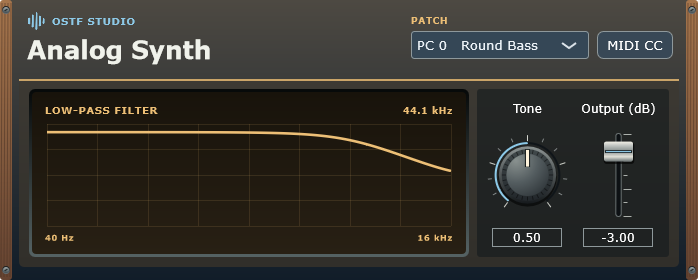 OSTF STUDIO
Analog Synth
PATCH
PC 0 Round Bass
MIDI CC
LOW-PASS FILTER
44.1 kHz
40 Hz
16 kHz
Tone
Output (dB)
0.50
-3.00